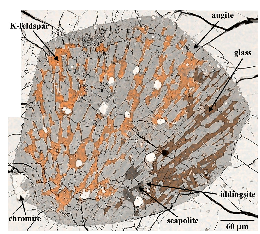 K-feldspar
augite
glass
iddingsite
chromite
scapolite
60 μm